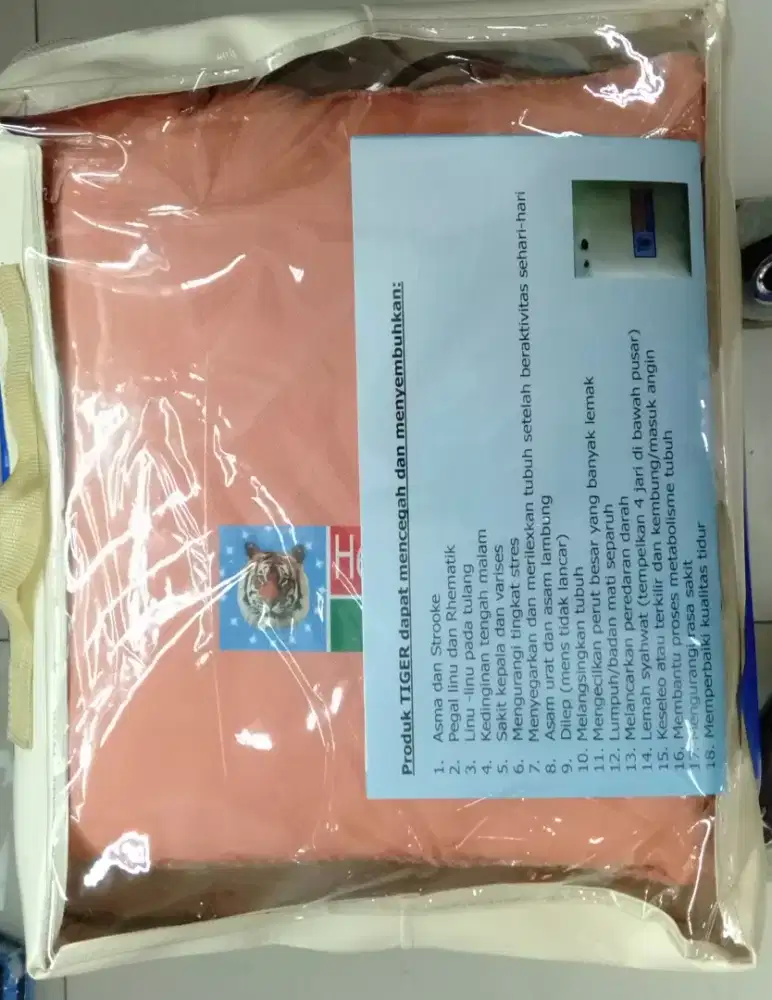 Produk TIGER dapat mencegah dan menyembuhkan:
1. Asma dan Strooke
2. Pegal linu dan Rhematik
3. Linu -linu pada tulang
4. Kedinginan tengah malam
5. Sakit kepala dan varises
6. Mengurangi tingkat stres
7. Menyegarkan dan merilexkan tubuh setelah beraktivitas sehari-hari
8. Asam urat dan asam lambung
9. Dilep (mens tidak lancar)
10. Melangsingkan tubuh
11. Mengecilkan perut besar yang banyak lemak
12. Lumpuh/badan mati separuh
13. Melancarkan peredaran darah
14. Lemah syahwat (tempelkan 4 jari di bawah pusar)
15. Keseleo atau terkilir dan kembung/masuk angin
16. Membantu proses metabolisme tubuh
17. Mengurangi rasa sakit
18. Memperbaiki kualitas tidur